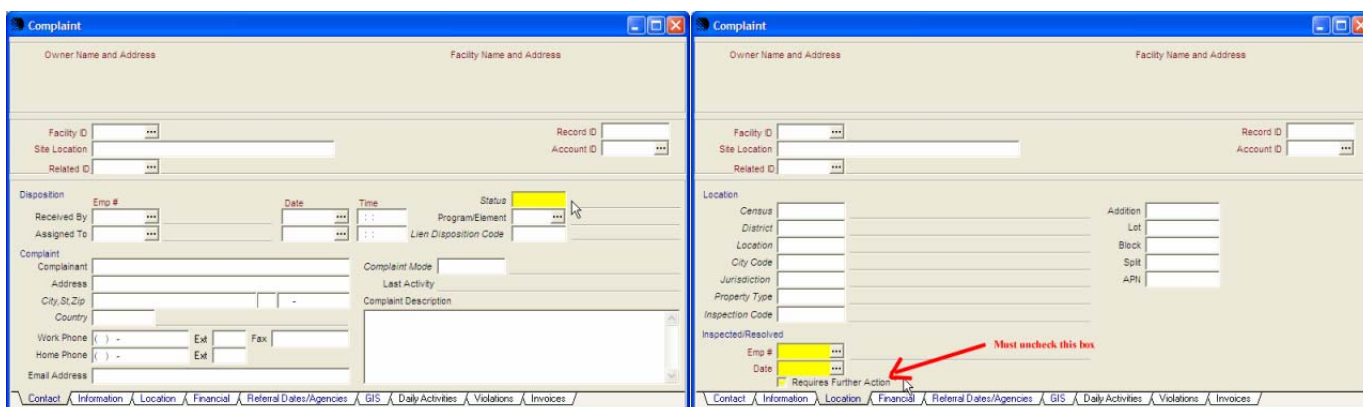 Complaint
Owner Name and Address Facility Name and Address
Facility ID ... Record ID
Site Location Account ID ...
Related ID ...
Disposition
Emp # Date Time Status
Received By ... ... : : Program/Element ...
Assigned To ... ... : : Lien Disposition Code
Complaint
Complainant Complaint Mode
Address Last Activity
City,St,Zip - Complaint Description
Country
Work Phone ( ) - Ext Fax
Home Phone ( ) - Ext
Email Address
Contact Information Location Financial Referral Dates/Agencies GIS Daily Activities Violations Invoices
Complaint
Owner Name and Address Facility Name and Address
Facility ID ... Record ID
Site Location Account ID ...
Related ID ...
Location
Census Addition
District Lot
Location Block
City Code Split
Jurisdiction APN
Property Type
Inspection Code
Inspected/Resolved
Emp # ... Must uncheck this box
Date ...
Requires Further Action
Contact Information Location Financial Referral Dates/Agencies GIS Daily Activities Violations Invoices